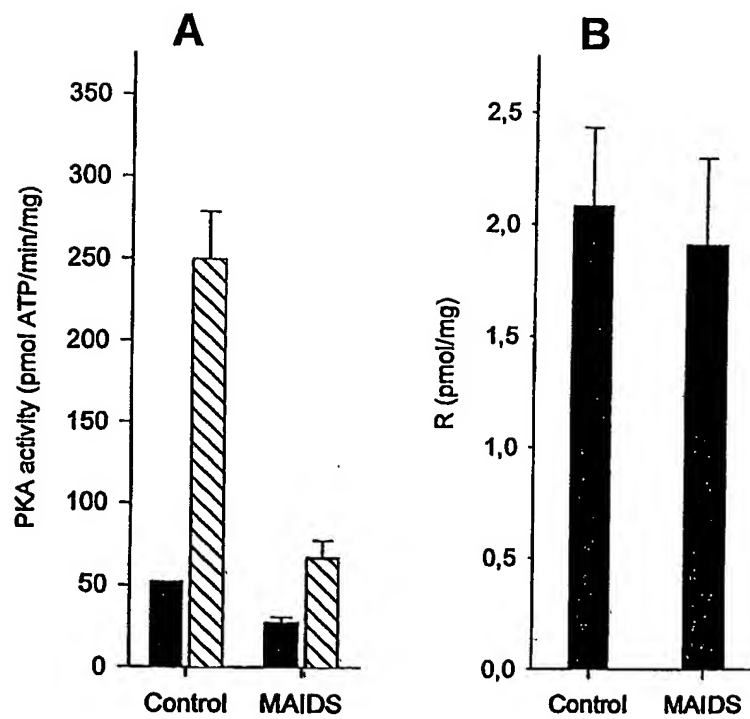 A
PKA activity (pmol ATP/min/mg)
350
300
250
200
150
100
50
0
Control MAIDS
B
R (pmol/mg)
2,5
2,0
1,5
1,0
0,5
0,0
Control MAIDS